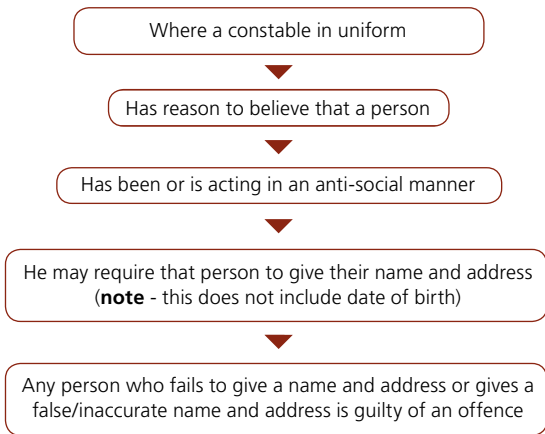 Where a constable in uniform
Has reason to believe that a person
Has been or is acting in an anti-social manner
He may require that person to give their name and address
(note - this does not include date of birth)
Any person who fails to give a name and address or gives a
false/inaccurate name and address is guilty of an offence